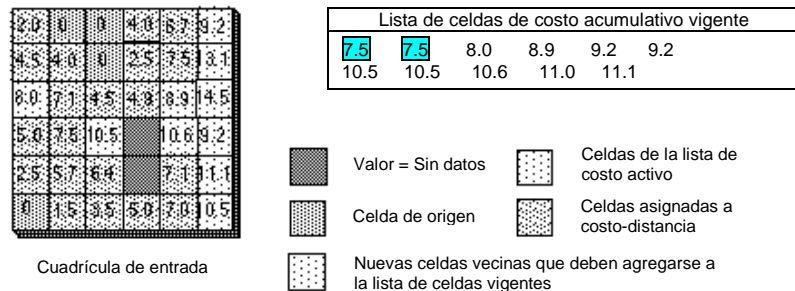 2.0 0 0 4.0 6.7 9.2
4.5 4.0 0 2.5 7.5 13.1
8.0 7.1 4.5 4.9 8.9 14.5
5.0 7.5 10.5 10.6 9.2
2.5 5.7 6.4 7.1 11.1
0 1.5 3.5 5.0 7.0 10.5
Cuadrícula de entrada
Lista de celdas de costo acumulativo vigente
7.5 7.5 8.0 8.9 9.2 9.2
10.5 10.5 10.6 11.0 11.1
Valor = Sin datos
Celdas de la lista de
costo activo
Celda de origen
Celdas asignadas a
costo-distancia
Nuevas celdas vecinas que deben agregarse a
la lista de celdas vigentes